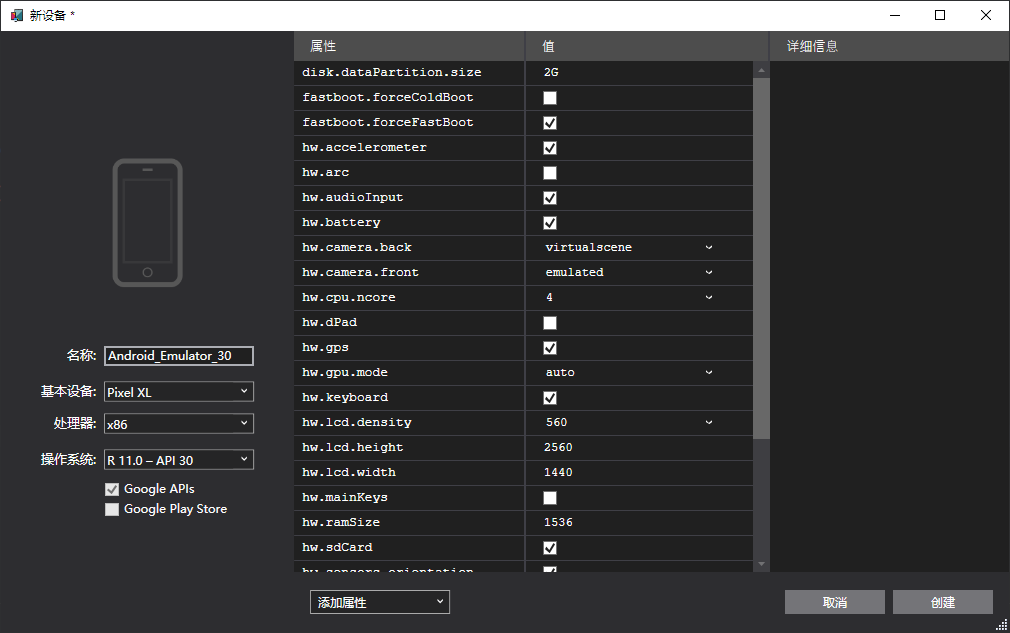 新设备 *
属性 值 详细信息
disk.dataPartition.size 2G
fastboot.forceColdBoot
fastboot.forceFastBoot
hw.accelerometer
hw.arc
hw.audioInput
hw.battery
hw.camera.back virtualscene
hw.camera.front emulated
hw.cpu.ncore 4
hw.dPad
hw.gps
hw.gpu.mode auto
hw.keyboard
hw.lcd.density 560
hw.lcd.height 2560
hw.lcd.width 1440
hw.mainKeys
hw.ramSize 1536
hw.sdCard
hw.sensors.orientation
名称: Android_Emulator_30
基本设备: Pixel XL
处理器: x86
操作系统: R 11.0 – API 30
Google APIs
Google Play Store
添加属性
取消 创建